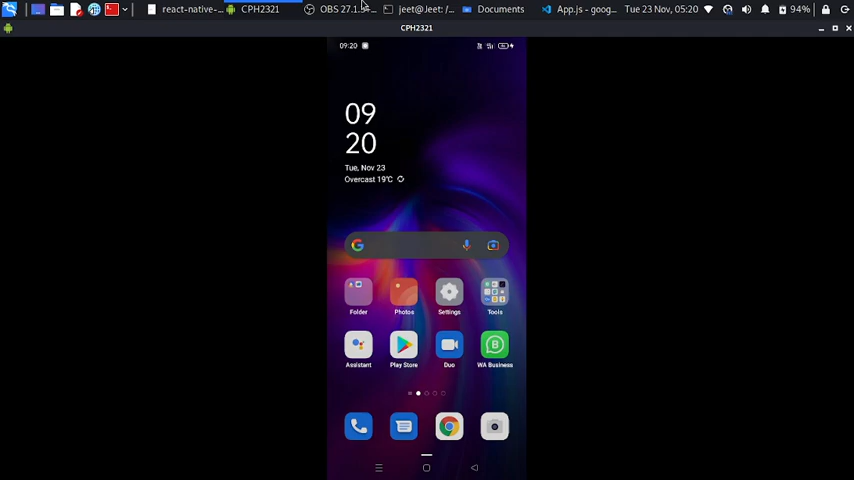 react-native-...
CPH2321
OBS 27.1.3-...
jeet@Jeet: /...
Documents
App.js - goog...
Tue 23 Nov, 05:20
94%
CPH2321
09:20
09
20
Tue, Nov 23
Overcast 19°C
Folder
Photos
Settings
Tools
Assistant
Play Store
Duo
WA Business